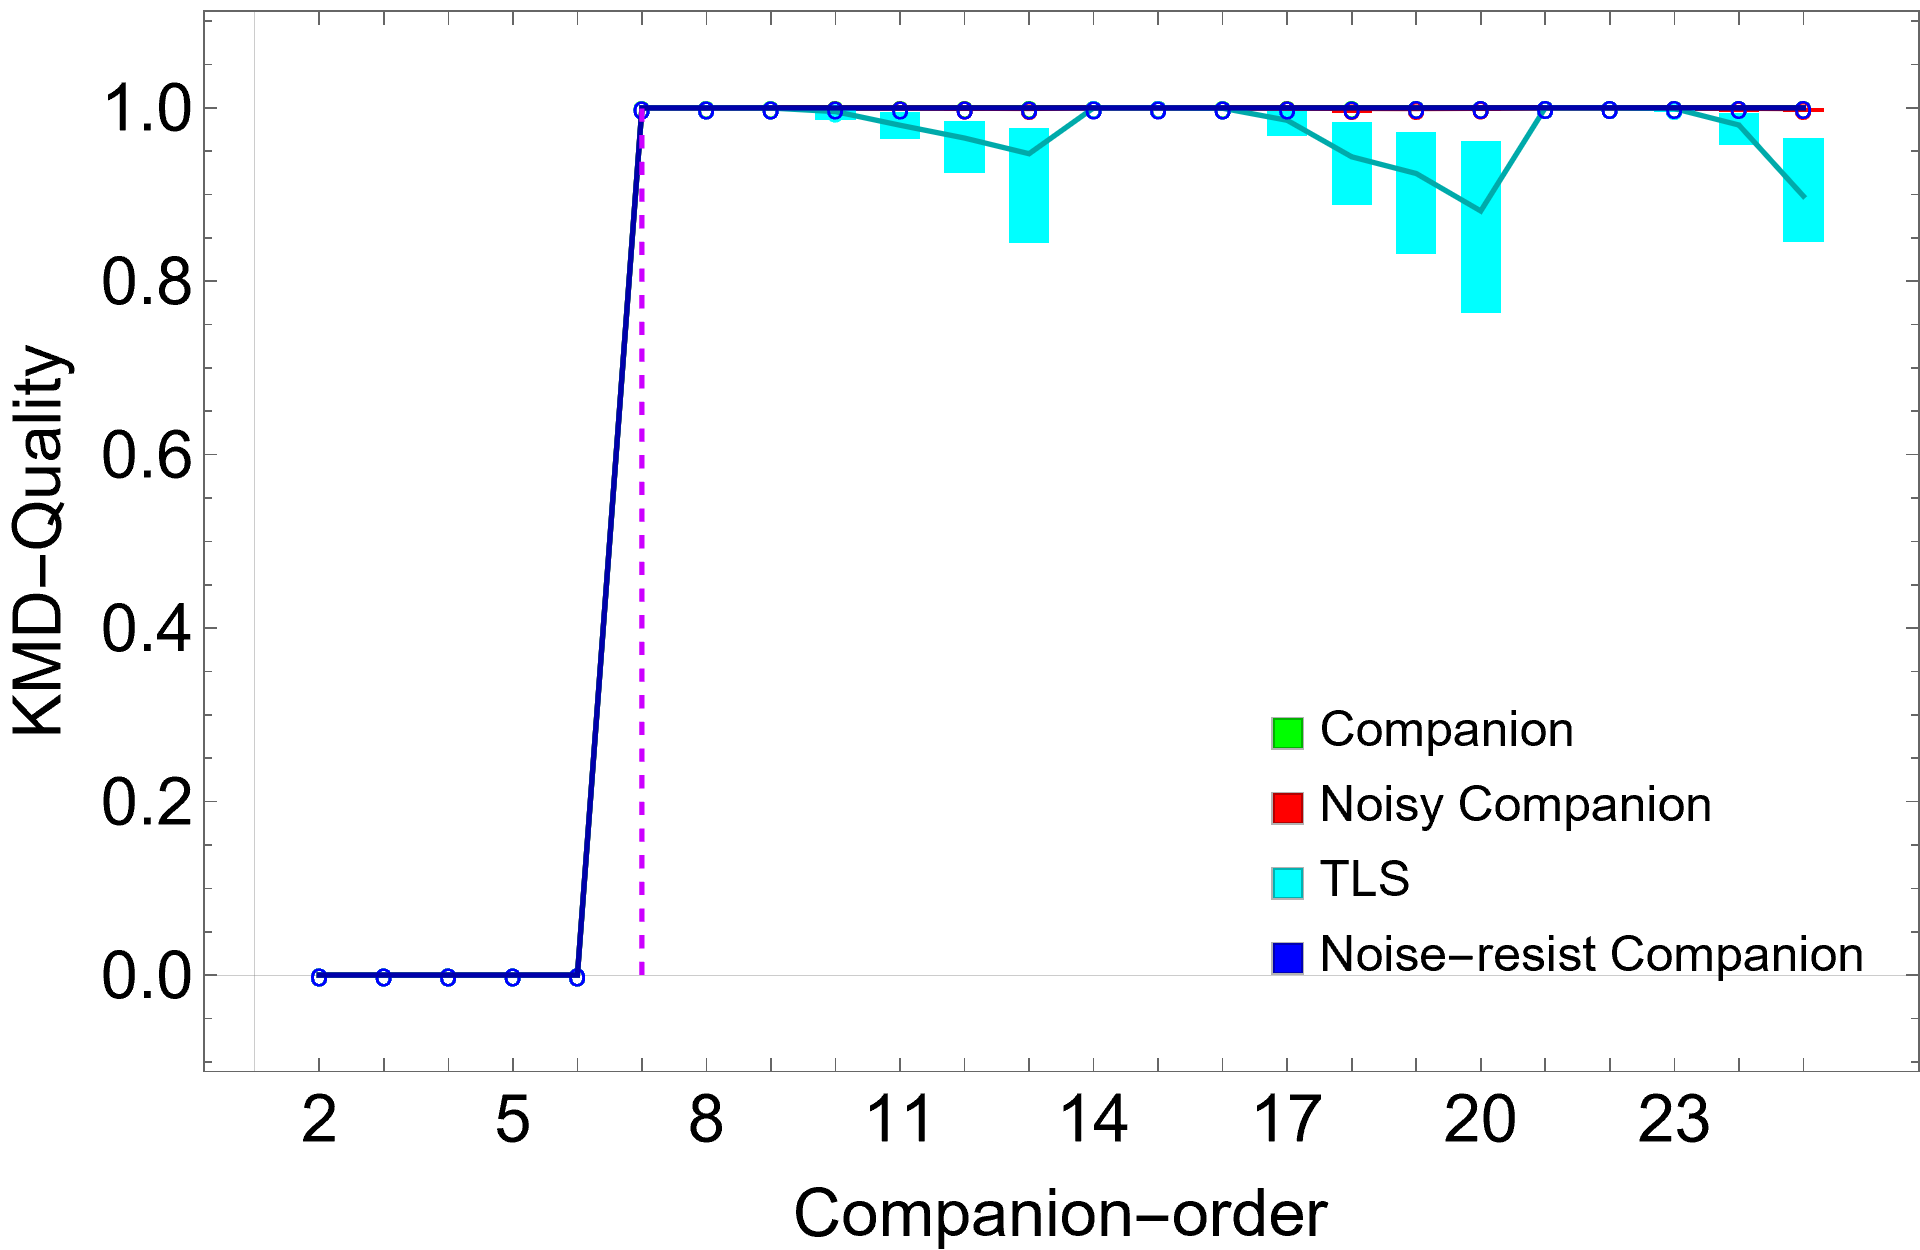 1.0
0.8
0.6
0.4
0.2
0.0
KMD-Quality
Companion
Noisy Companion
TLS
Noise-resist Companion
2 5 8 11 14 17 20 23
Companion-order